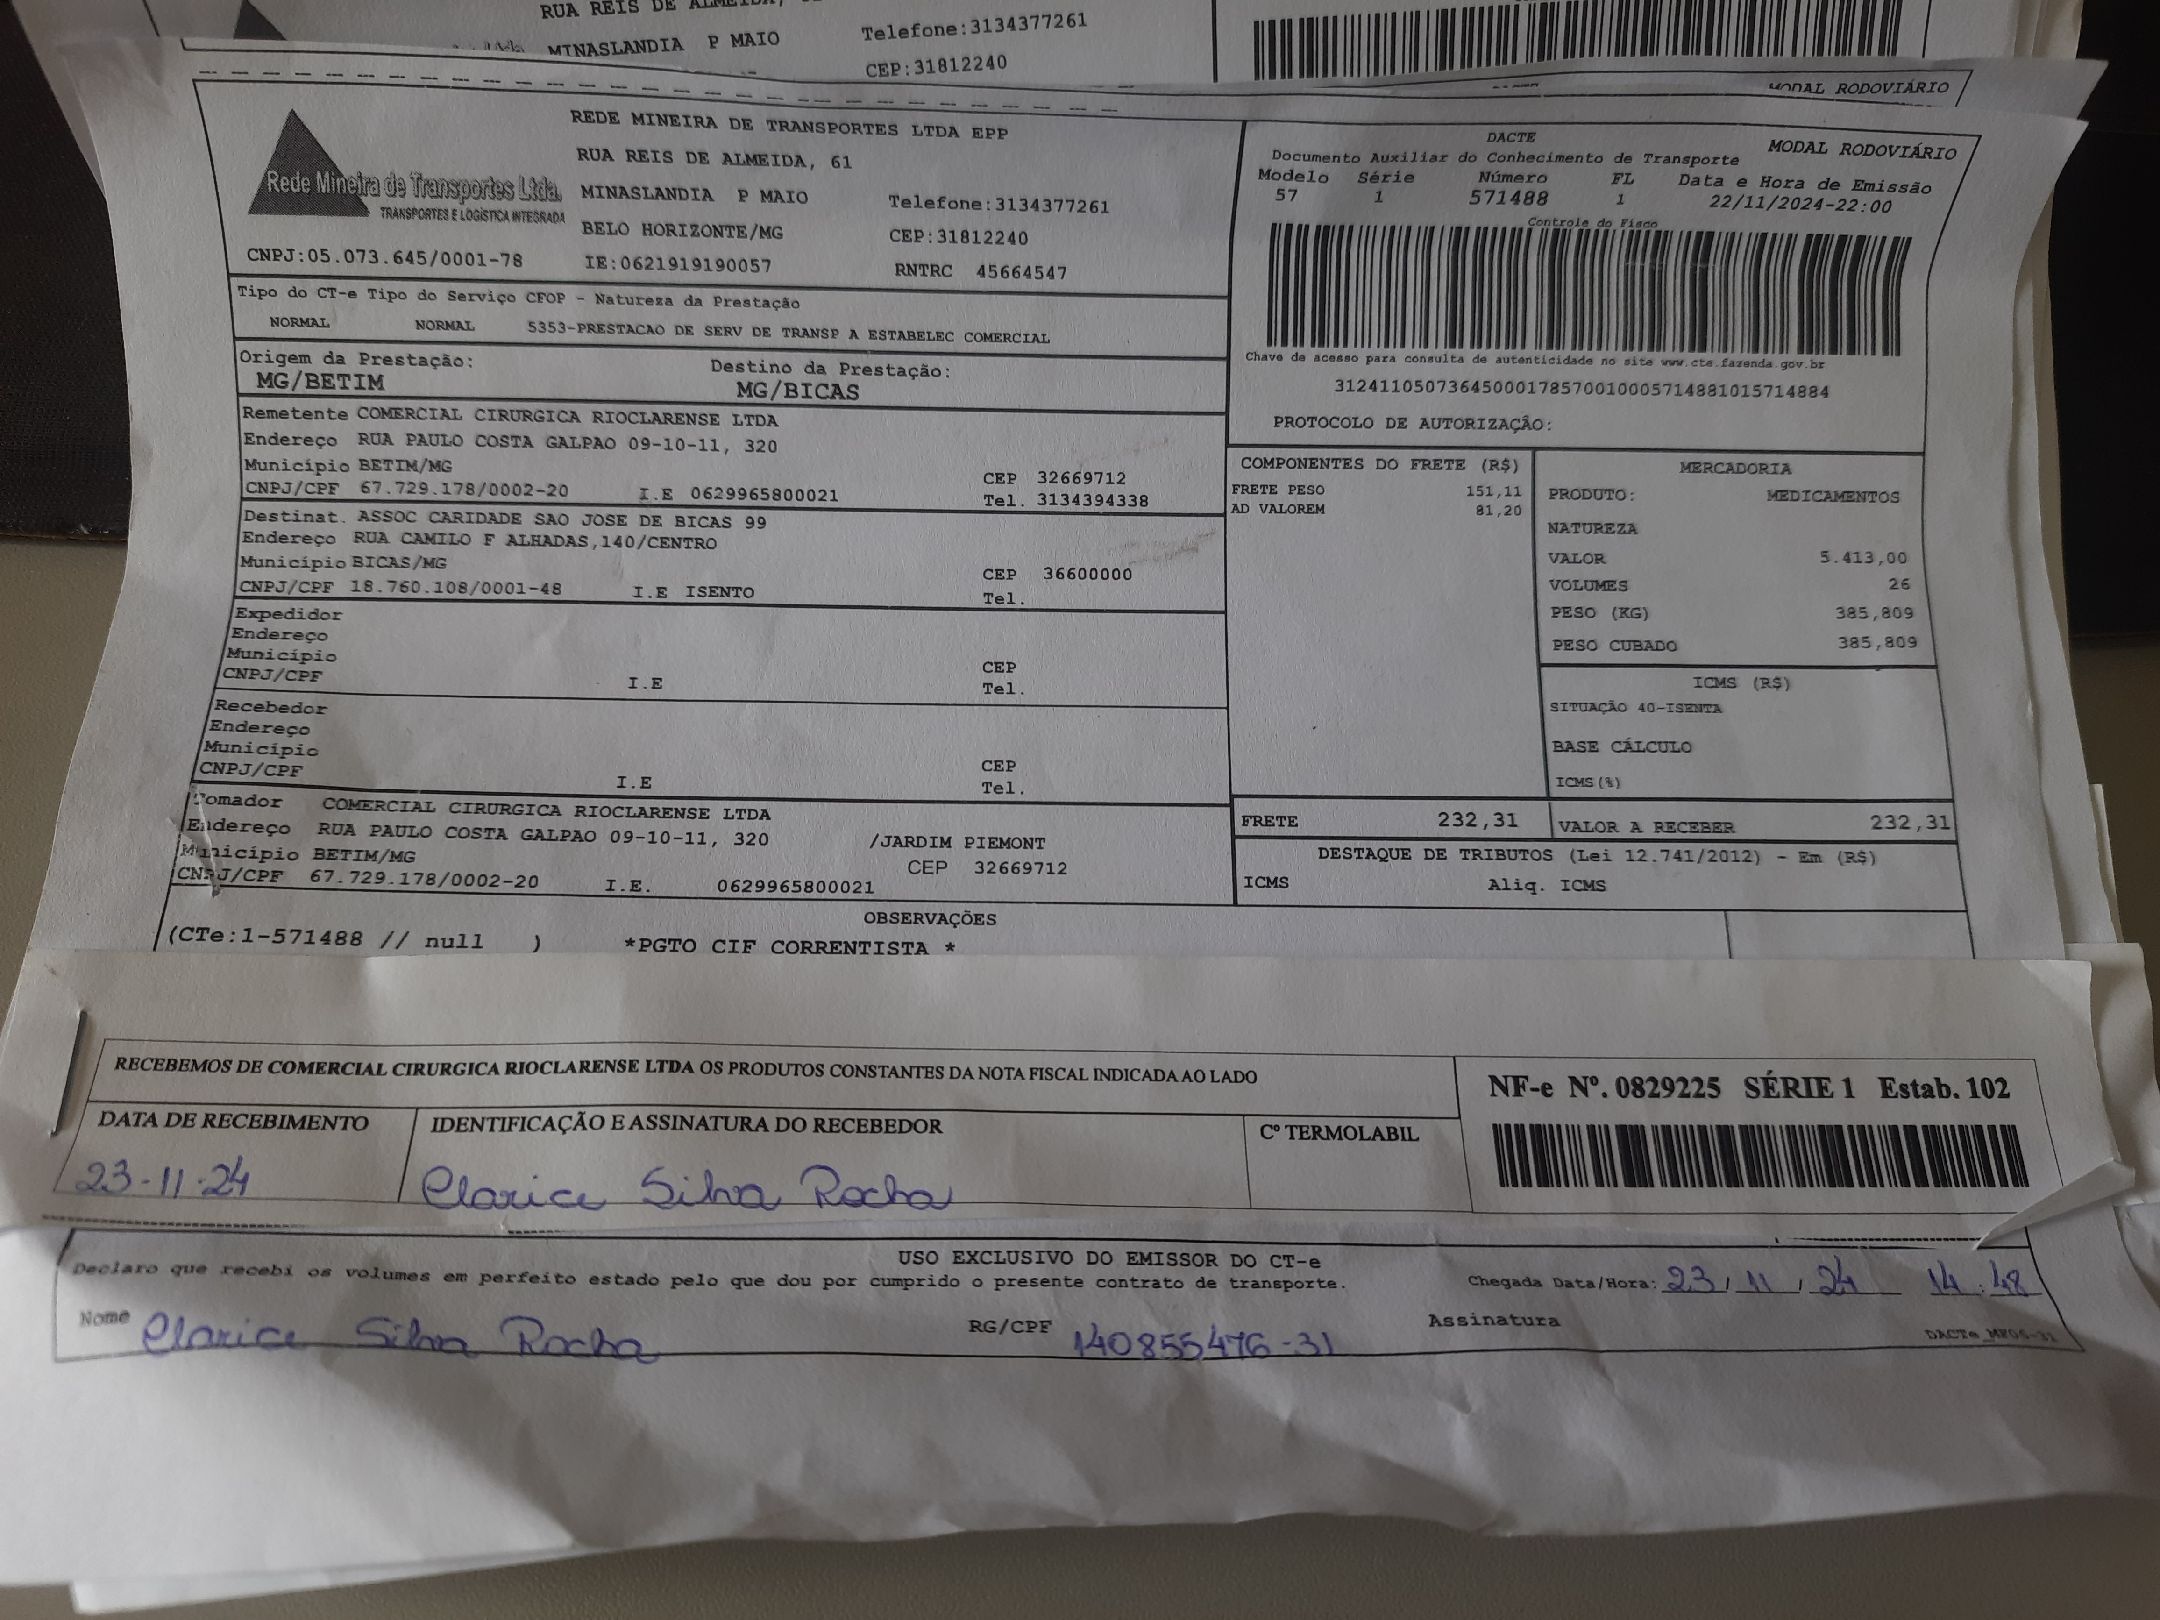 RUA REIS DE ALMEIDA,
MINASLANDIA P MAIO
Telefone:3134377261
CEP:31812240
MODAL RODOVIÁRIO
Rede Mineira de Transportes Ltda.
TRANSPORTES E LOGÍSTICA INTEGRADA
CNPJ:05.073.645/0001-78
REDE MINEIRA DE TRANSPORTES LTDA EPP
RUA REIS DE ALMEIDA, 61
MINASLANDIA P MAIO Telefone:3134377261
BELO HORIZONTE/MG CEP:31812240
IE:0621919190057 RNTRC 45664547
DACTE MODAL RODOVIÁRIO
Documento Auxiliar do Conhecimento de Transporte
Modelo Série Número FL Data e Hora de Emissão
57 1 571488 1 22/11/2024-22:00
Controle do Fisco
Chave de acesso para consulta de autenticidade no site www.cte.fazenda.gov.br
31241105073645000178570010005714881015714884
PROTOCOLO DE AUTORIZAÇÃO:
Tipo do CT-e Tipo do Serviço CFOP - Natureza da Prestação
NORMAL NORMAL 5353-PRESTACAO DE SERV DE TRANSP A ESTABELEC COMERCIAL
Origem da Prestação: Destino da Prestação:
MG/BETIM MG/BICAS
Remetente COMERCIAL CIRURGICA RIOCLARENSE LTDA
Endereço RUA PAULO COSTA GALPAO 09-10-11, 320
Município BETIM/MG CEP 32669712
CNPJ/CPF 67.729.178/0002-20 I.E 0629965800021 Tel. 3134394338
Destinat. ASSOC CARIDADE SAO JOSE DE BICAS 99
Endereço RUA CAMILO F ALHADAS,140/CENTRO
Município BICAS/MG CEP 36600000
CNPJ/CPF 18.760.108/0001-48 I.E ISENTO Tel.
Expedidor
Endereço
Município CEP
CNPJ/CPF I.E Tel.
Recebedor
Endereço
Município CEP
CNPJ/CPF I.E Tel.
Tomador COMERCIAL CIRURGICA RIOCLARENSE LTDA
Endereço RUA PAULO COSTA GALPAO 09-10-11, 320 /JARDIM PIEMONT
Município BETIM/MG CEP 32669712
CNPJ/CPF 67.729.178/0002-20 I.E. 0629965800021
COMPONENTES DO FRETE (R$)
FRETE PESO 151,11
AD VALOREM 81,20
MERCADORIA
PRODUTO: MEDICAMENTOS
NATUREZA
VALOR 5.413,00
VOLUMES 26
PESO (KG) 385,809
PESO CUBADO 385,809
ICMS (R$)
SITUAÇÃO 40-ISENTA
BASE CÁLCULO
ICMS(%)
FRETE 232,31 VALOR A RECEBER 232,31
DESTAQUE DE TRIBUTOS (Lei 12.741/2012) - Em (R$)
ICMS Aliq. ICMS
OBSERVAÇÕES
(CTe:1-571488 // null ) *PGTO CIF CORRENTISTA *
RECEBEMOS DE COMERCIAL CIRURGICA RIOCLARENSE LTDA OS PRODUTOS CONSTANTES DA NOTA FISCAL INDICADA AO LADO
NF-e Nº. 0829225 SÉRIE 1 Estab. 102
DATA DE RECEBIMENTO IDENTIFICAÇÃO E ASSINATURA DO RECEBEDOR Cº TERMOLABIL
23-11-24 Clarice Silva Rocha
USO EXCLUSIVO DO EMISSOR DO CT-e
Declaro que recebi os volumes em perfeito estado pelo que dou por cumprido o presente contrato de transporte. Chegada Data/Hora: 23/11/24 14:48
Nome Clarice Silva Rocha RG/CPF 140855476-31 Assinatura